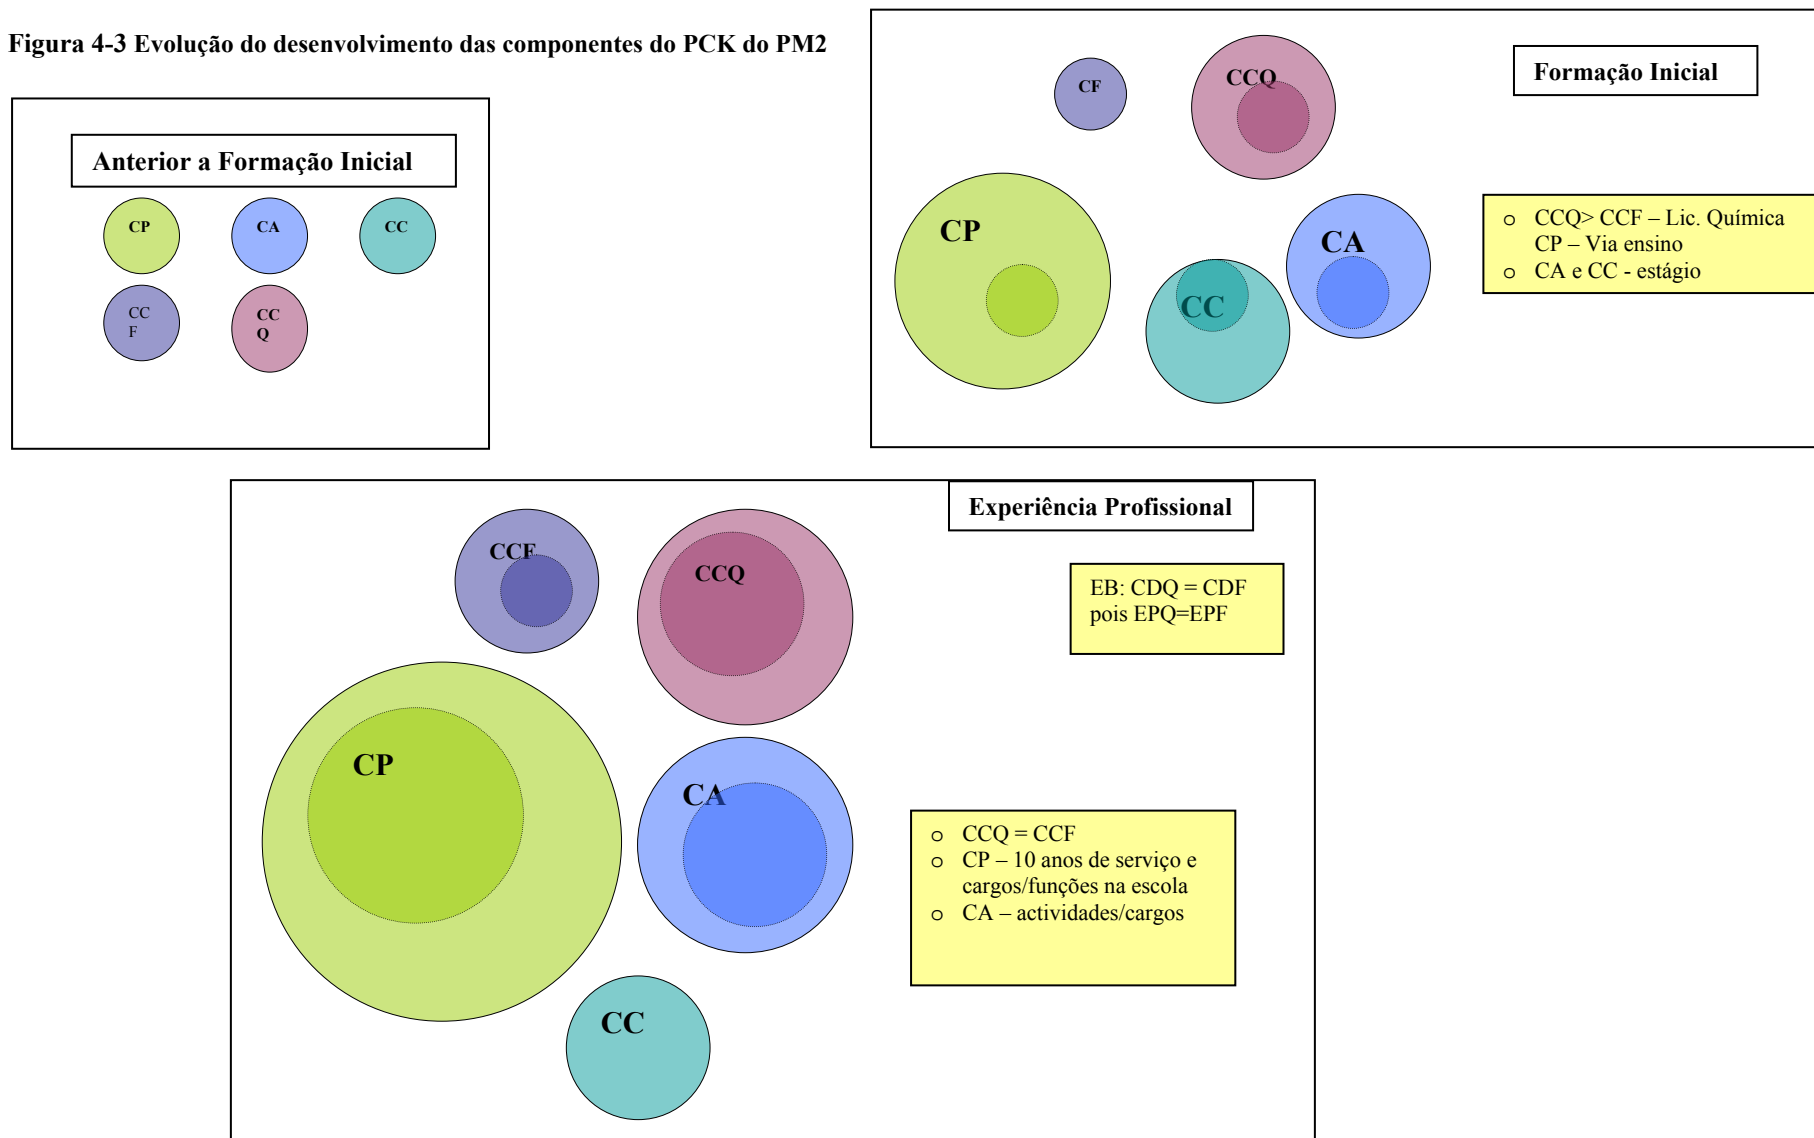 Figura 4-3 Evolução do desenvolvimento das componentes do PCK do PM2
Anterior a Formação Inicial
CP
CA
CC
CC
F
CC
Q
Formação Inicial
CF
CCQ
CP
CC
CA
o CCQ> CCF – Lic. Química
CP – Via ensino
o CA e CC - estágio
Experiência Profissional
CCF
CCQ
CP
CA
CC
EB: CDQ = CDF
pois EPQ=EPF
o CCQ = CCF
o CP – 10 anos de serviço e
cargos/funções na escola
o CA – actividades/cargos